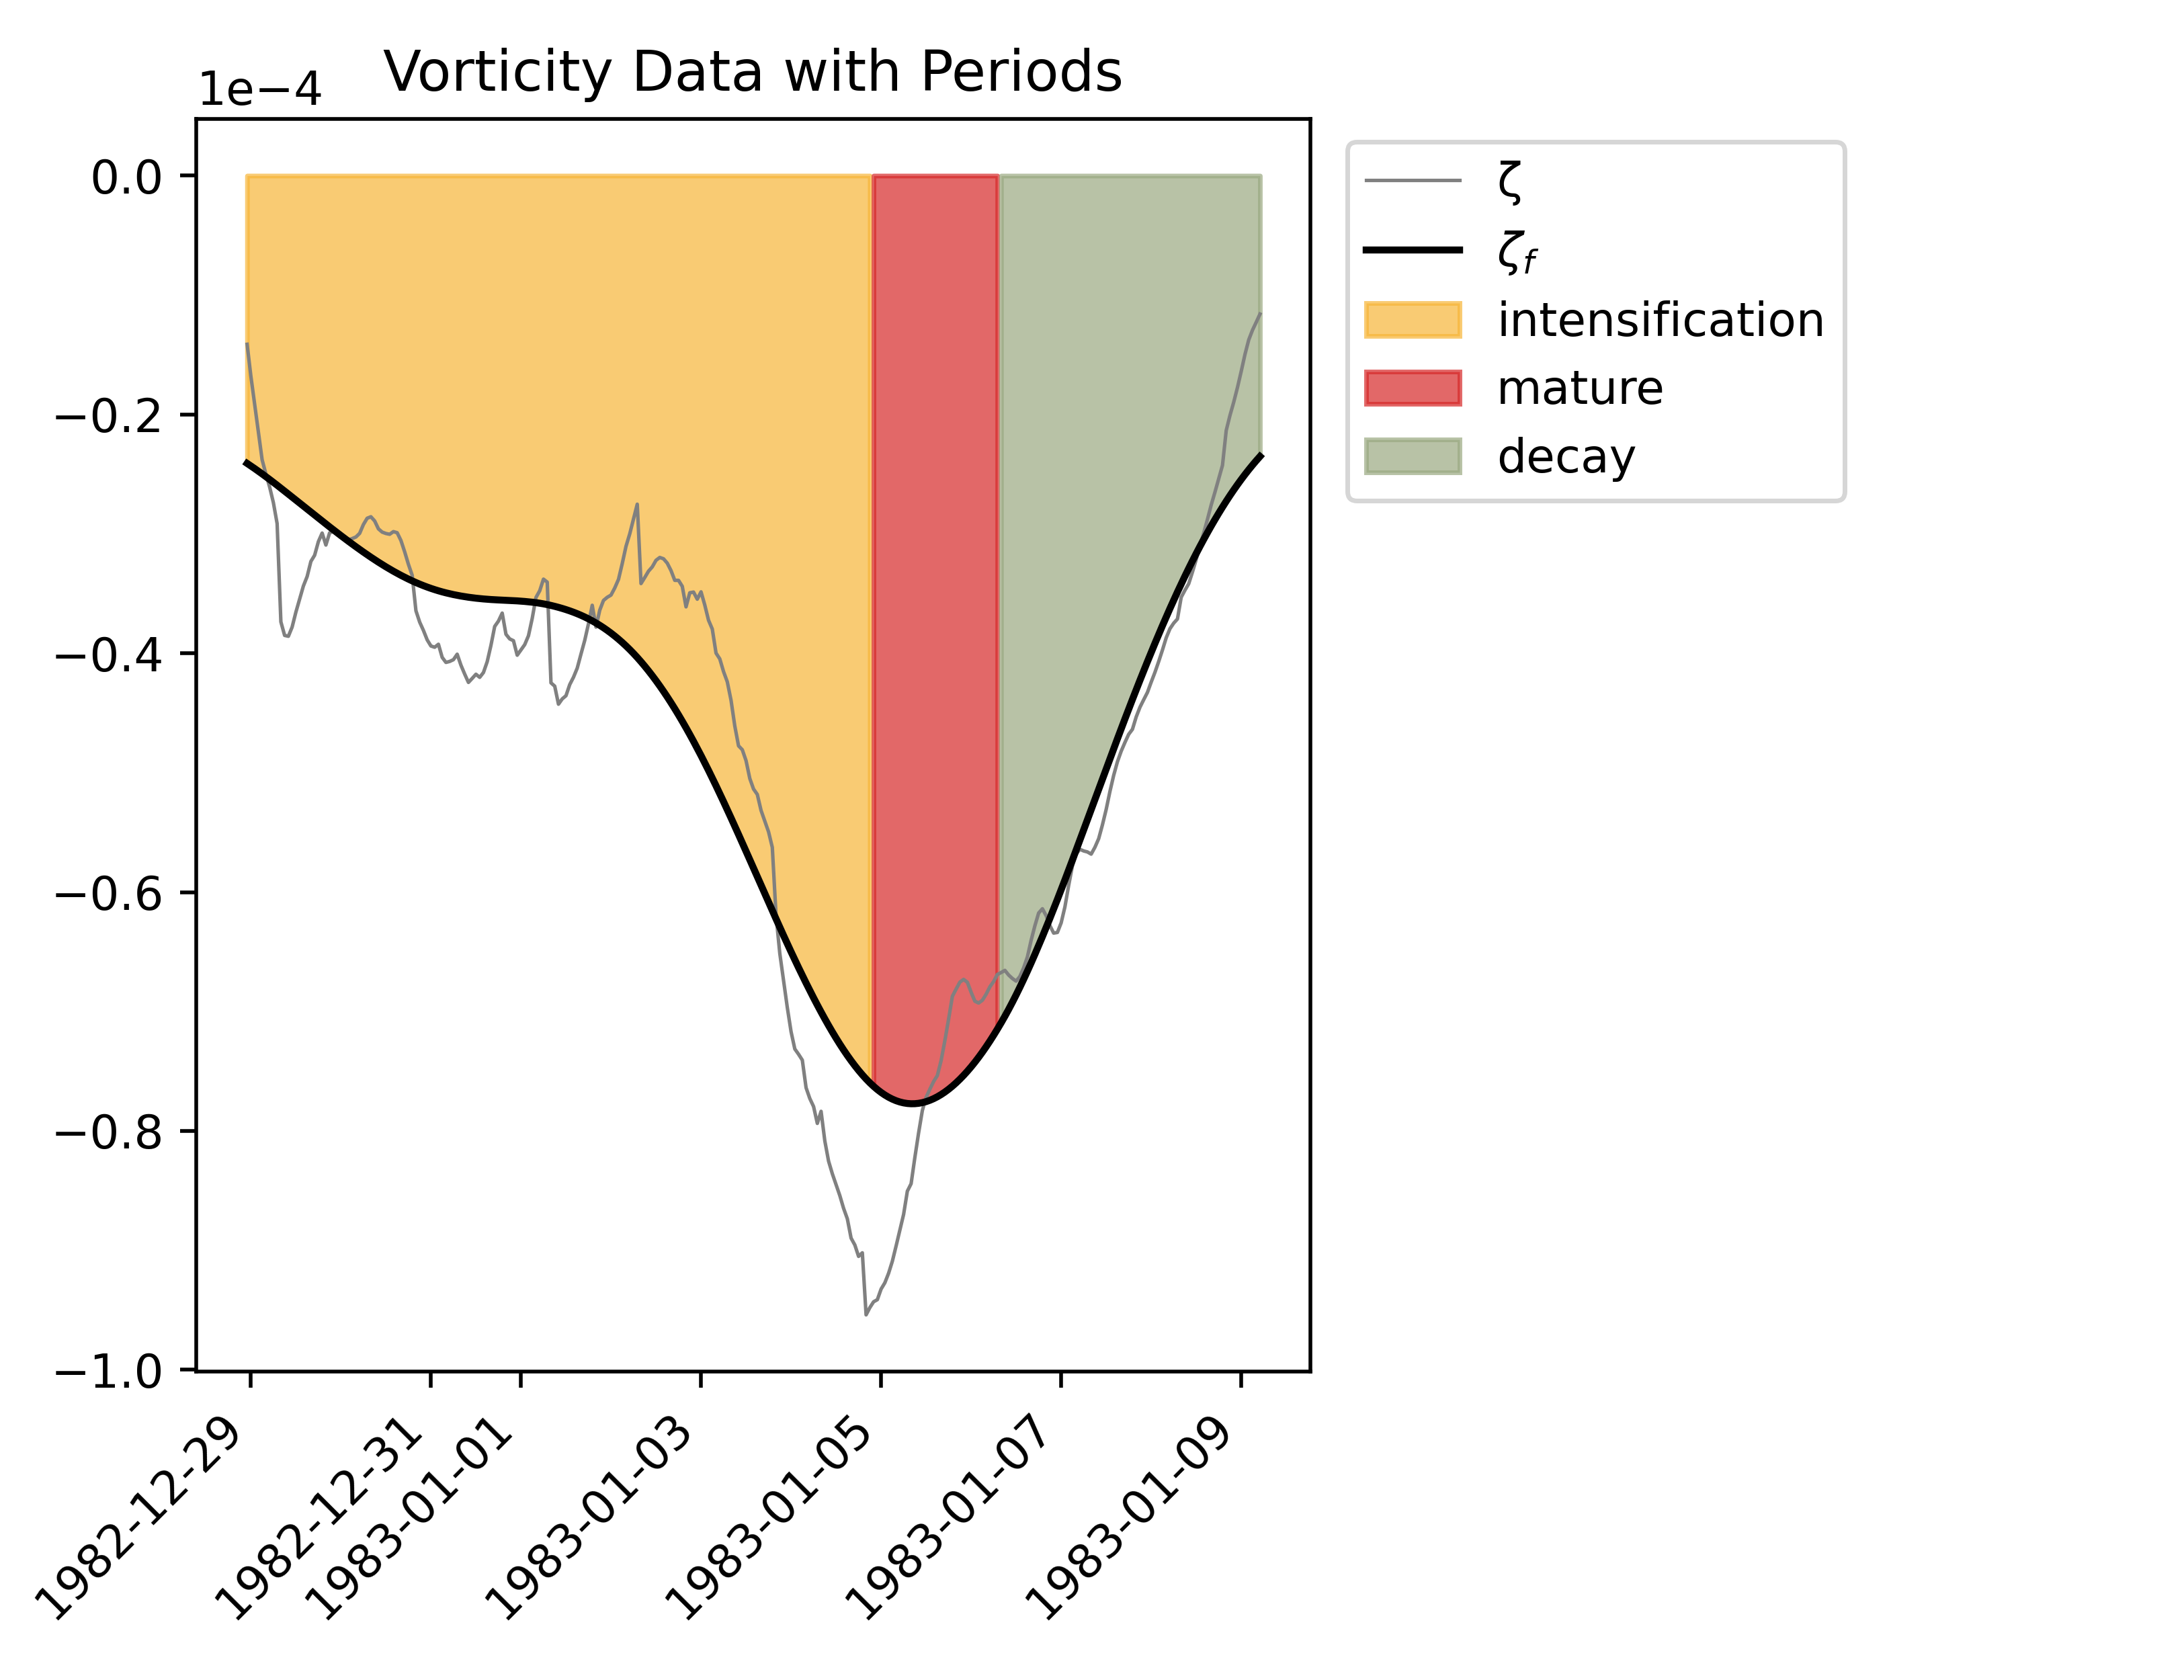 Vorticity Data with Periods
1e−4
0.0
−0.2
−0.4
−0.6
−0.8
−1.0
1982-12-29
1982-12-31
1983-01-01
1983-01-03
1983-01-05
1983-01-07
1983-01-09
ζ
ζf
intensification
mature
decay